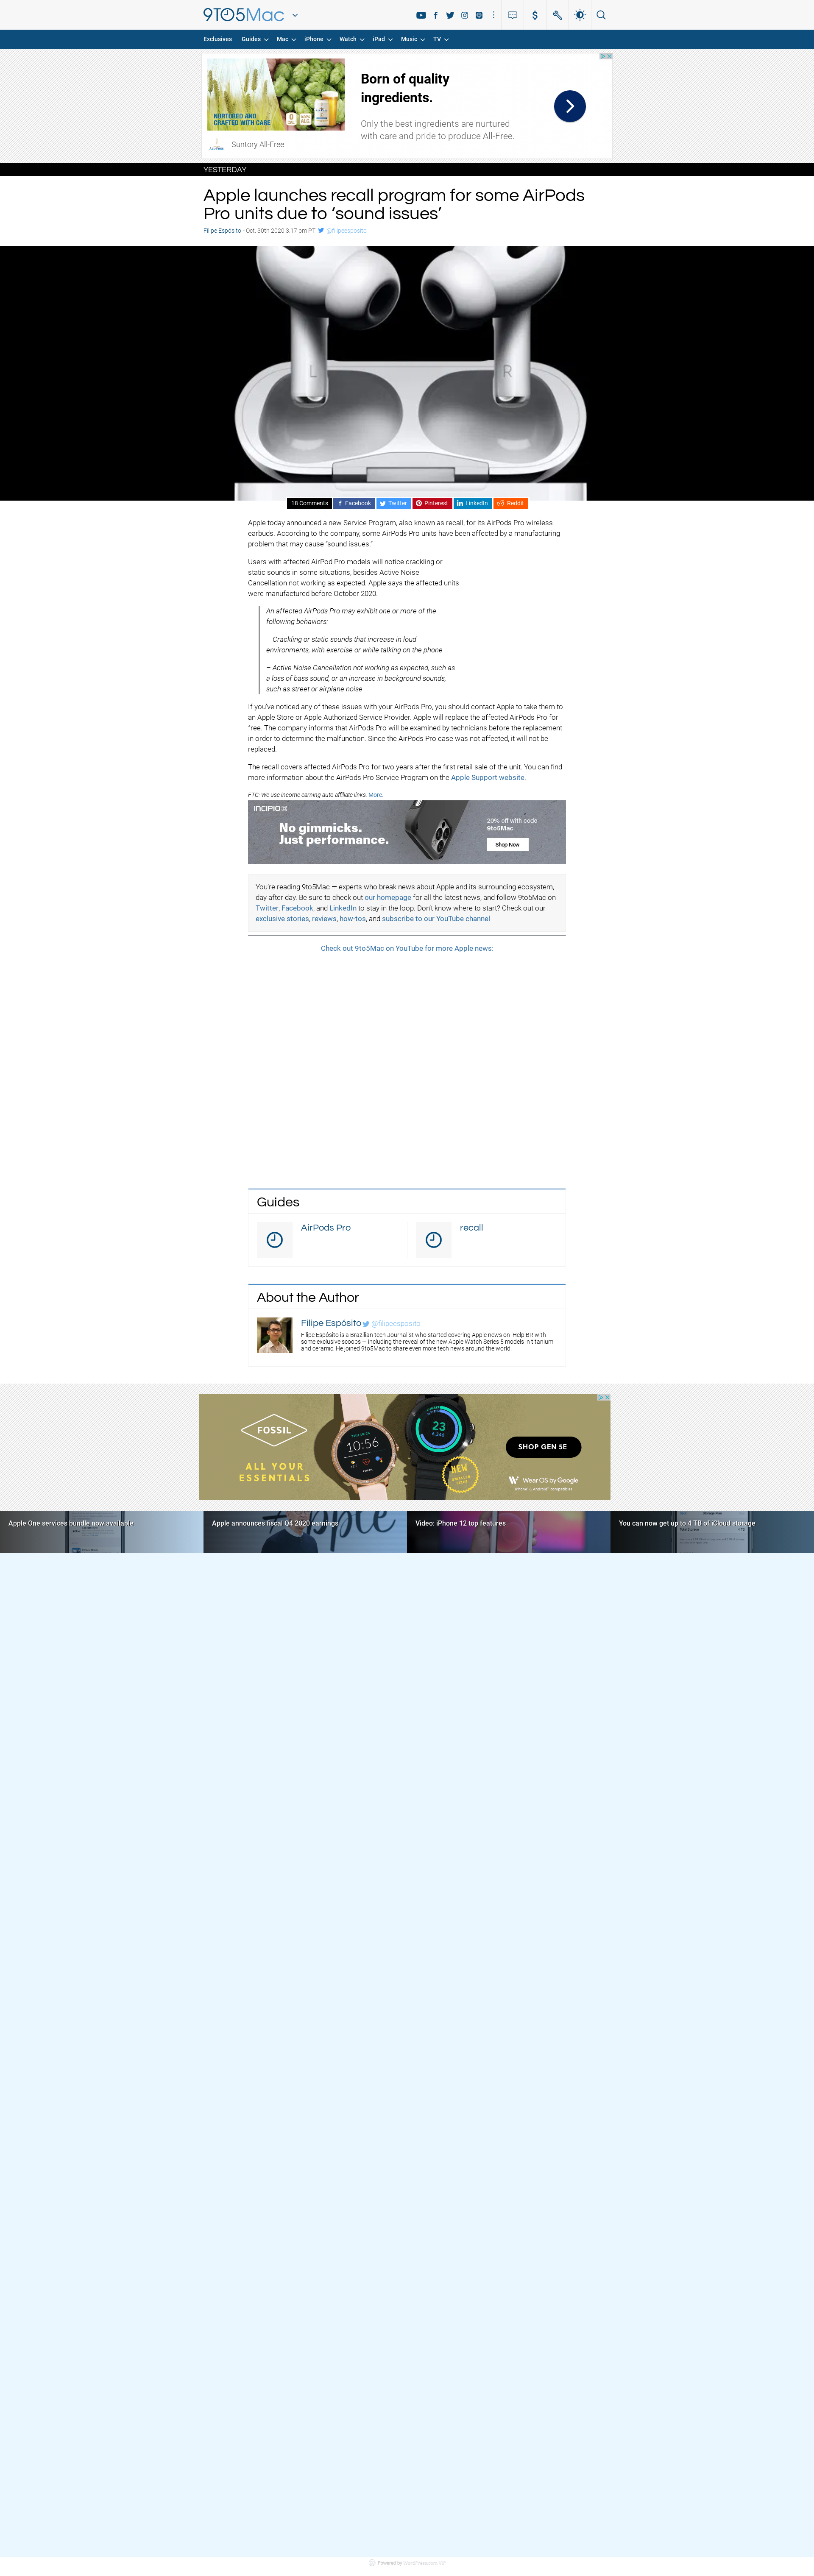 9TO5Mac
Exclusives Guides Mac iPhone Watch iPad Music TV
NURTURED AND
CRAFTED WITH CARE
Born of quality
ingredients.
Only the best ingredients are nurtured
with care and pride to produce All-Free.
Suntory All-Free
YESTERDAY
Apple launches recall program for some AirPods
Pro units due to ‘sound issues’
Filipe Espósito - Oct. 30th 2020 3:17 pm PT @filipeesposito
L R
18 Comments Facebook Twitter Pinterest LinkedIn Reddit
Apple today announced a new Service Program, also known as recall, for its AirPods Pro wireless
earbuds. According to the company, some AirPods Pro units have been affected by a manufacturing
problem that may cause “sound issues.”
Users with affected AirPod Pro models will notice crackling or
static sounds in some situations, besides Active Noise
Cancellation not working as expected. Apple says the affected units
were manufactured before October 2020.
An affected AirPods Pro may exhibit one or more of the
following behaviors:
– Crackling or static sounds that increase in loud
environments, with exercise or while talking on the phone
– Active Noise Cancellation not working as expected, such as
a loss of bass sound, or an increase in background sounds,
such as street or airplane noise
If you’ve noticed any of these issues with your AirPods Pro, you should contact Apple to take them to
an Apple Store or Apple Authorized Service Provider. Apple will replace the affected AirPods Pro for
free. The company informs that AirPods Pro will be examined by technicians before the replacement
in order to determine the malfunction. Since the AirPods Pro case was not affected, it will not be
replaced.
The recall covers affected AirPods Pro for two years after the first retail sale of the unit. You can find
more information about the AirPods Pro Service Program on the Apple Support website.
FTC: We use income earning auto affiliate links. More.
INCIPIO
No gimmicks.
Just performance.
20% off with code
9to5Mac
Shop Now
You’re reading 9to5Mac — experts who break news about Apple and its surrounding ecosystem,
day after day. Be sure to check out our homepage for all the latest news, and follow 9to5Mac on
Twitter, Facebook, and LinkedIn to stay in the loop. Don’t know where to start? Check out our
exclusive stories, reviews, how-tos, and subscribe to our YouTube channel
Check out 9to5Mac on YouTube for more Apple news:
Guides
AirPods Pro recall
About the Author
Filipe Espósito @filipeesposito
Filipe Espósito is a Brazilian tech Journalist who started covering Apple news on iHelp BR with
some exclusive scoops — including the reveal of the new Apple Watch Series 5 models in titanium
and ceramic. He joined 9to5Mac to share even more tech news around the world.
FOSSIL
ALL YOUR
ESSENTIALS
10:56
23
NEW
SHOP GEN 5E
Wear OS by Google
iPhone & Android compatible
Apple One services bundle now available
Apple announces fiscal Q4 2020 earnings
Video: iPhone 12 top features
You can now get up to 4 TB of iCloud storage
Powered by WordPress.com VIP